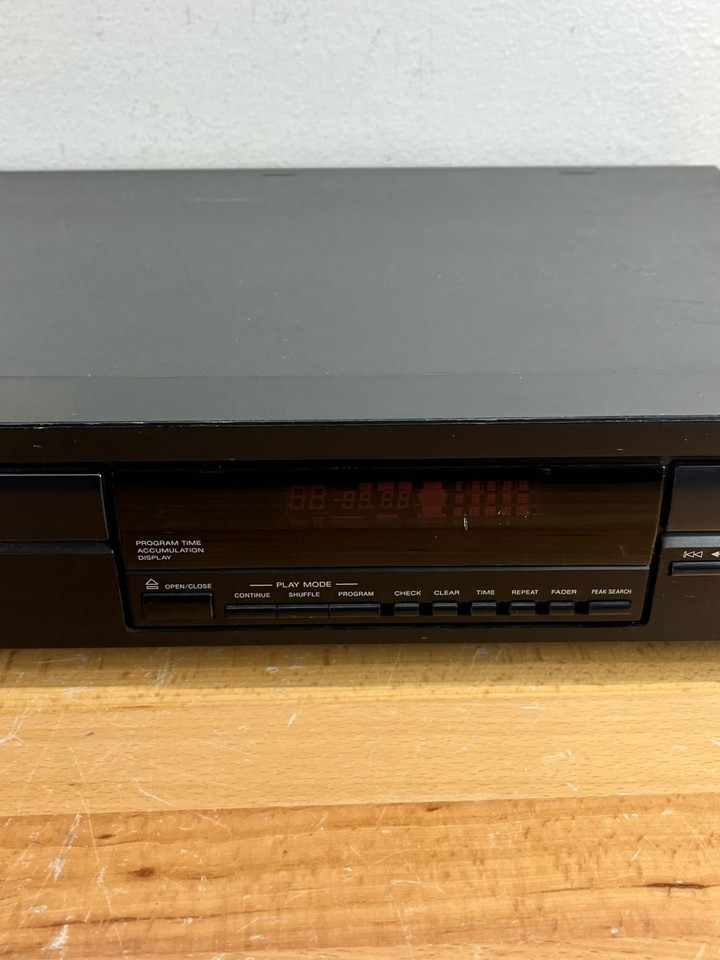 PROGRAM TIME
ACCUMULATION
DISPLAY
OPEN/CLOSE
PLAY MODE
CONTINUE SHUFFLE PROGRAM CHECK CLEAR TIME REPEAT FADER PEAK SEARCH